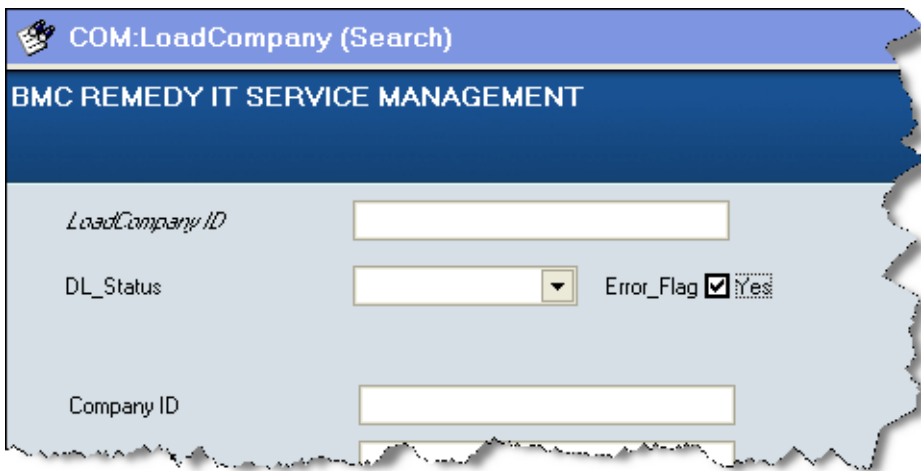 COM:LoadCompany (Search)
BMC REMEDY IT SERVICE MANAGEMENT
LoadCompany ID
DL_Status Error_Flag Yes
Company ID